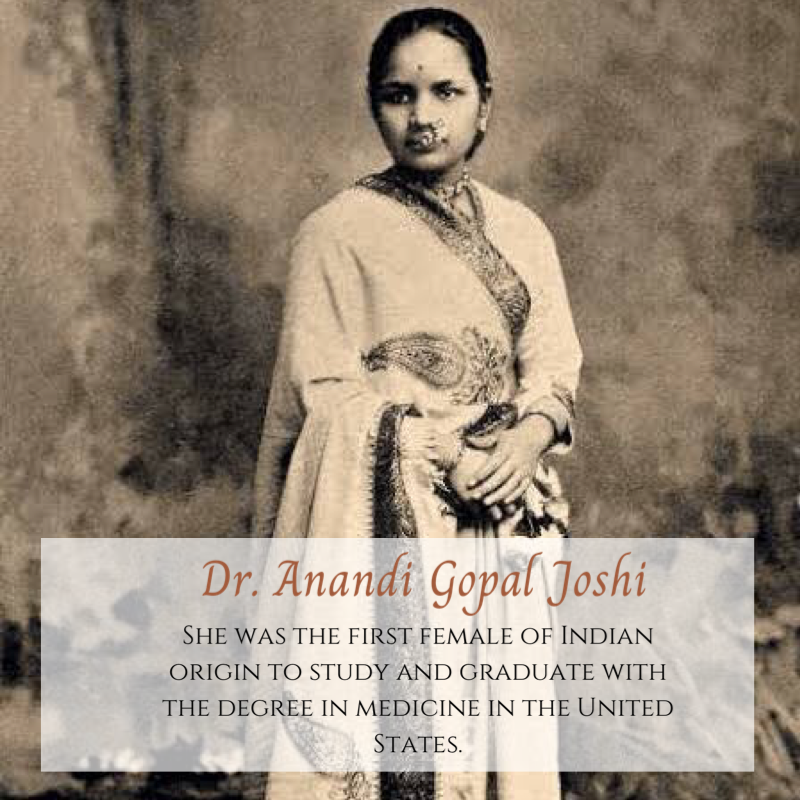 Dr. Anandi Gopal Joshi
She was the first female of Indian
origin to study and graduate with
the degree in medicine in the United
States.